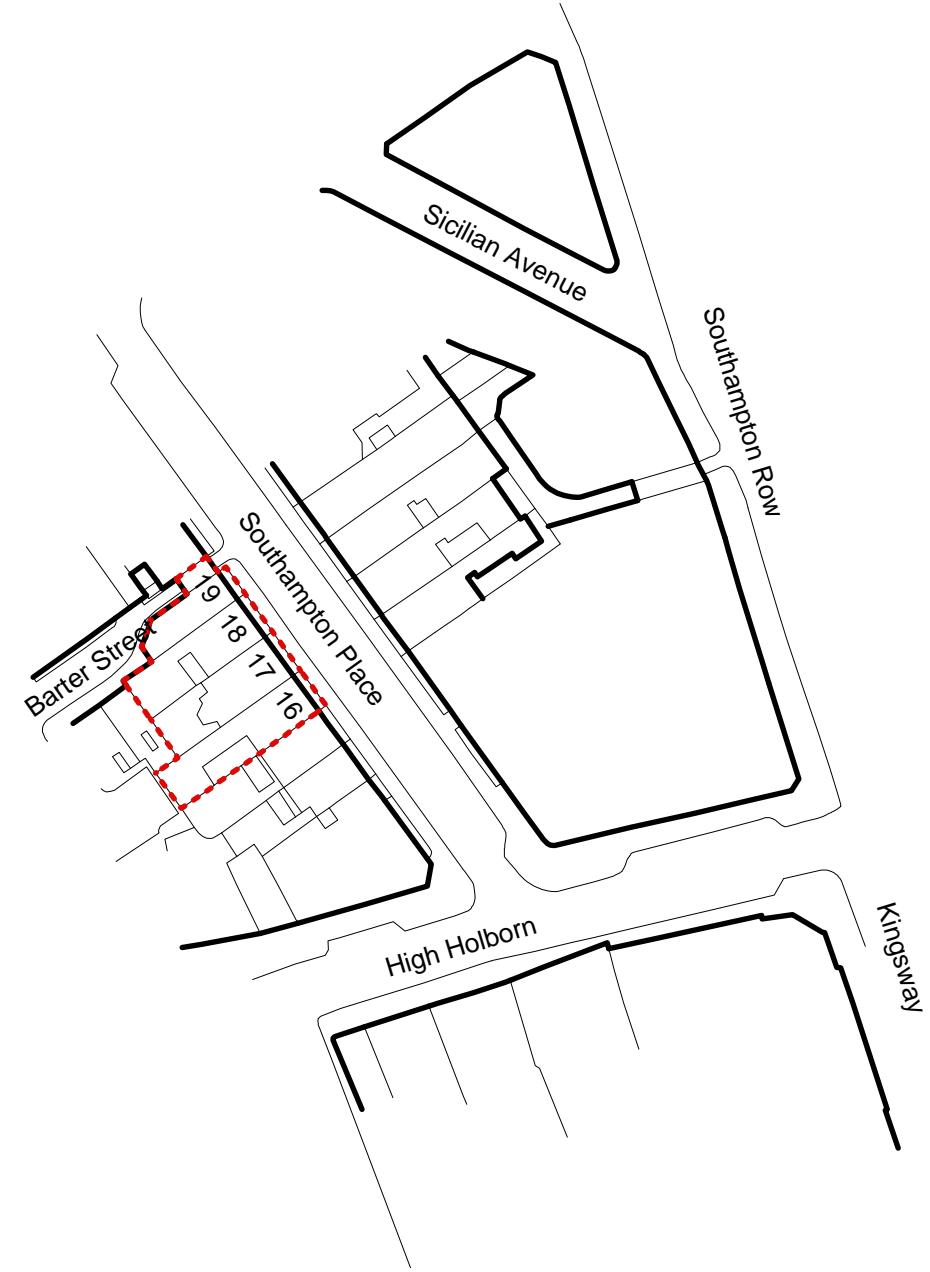 Sicilian Avenue
Southampton Row
Southampton Place
19
18
17
16
Barter Street
High Holborn
Kingsway